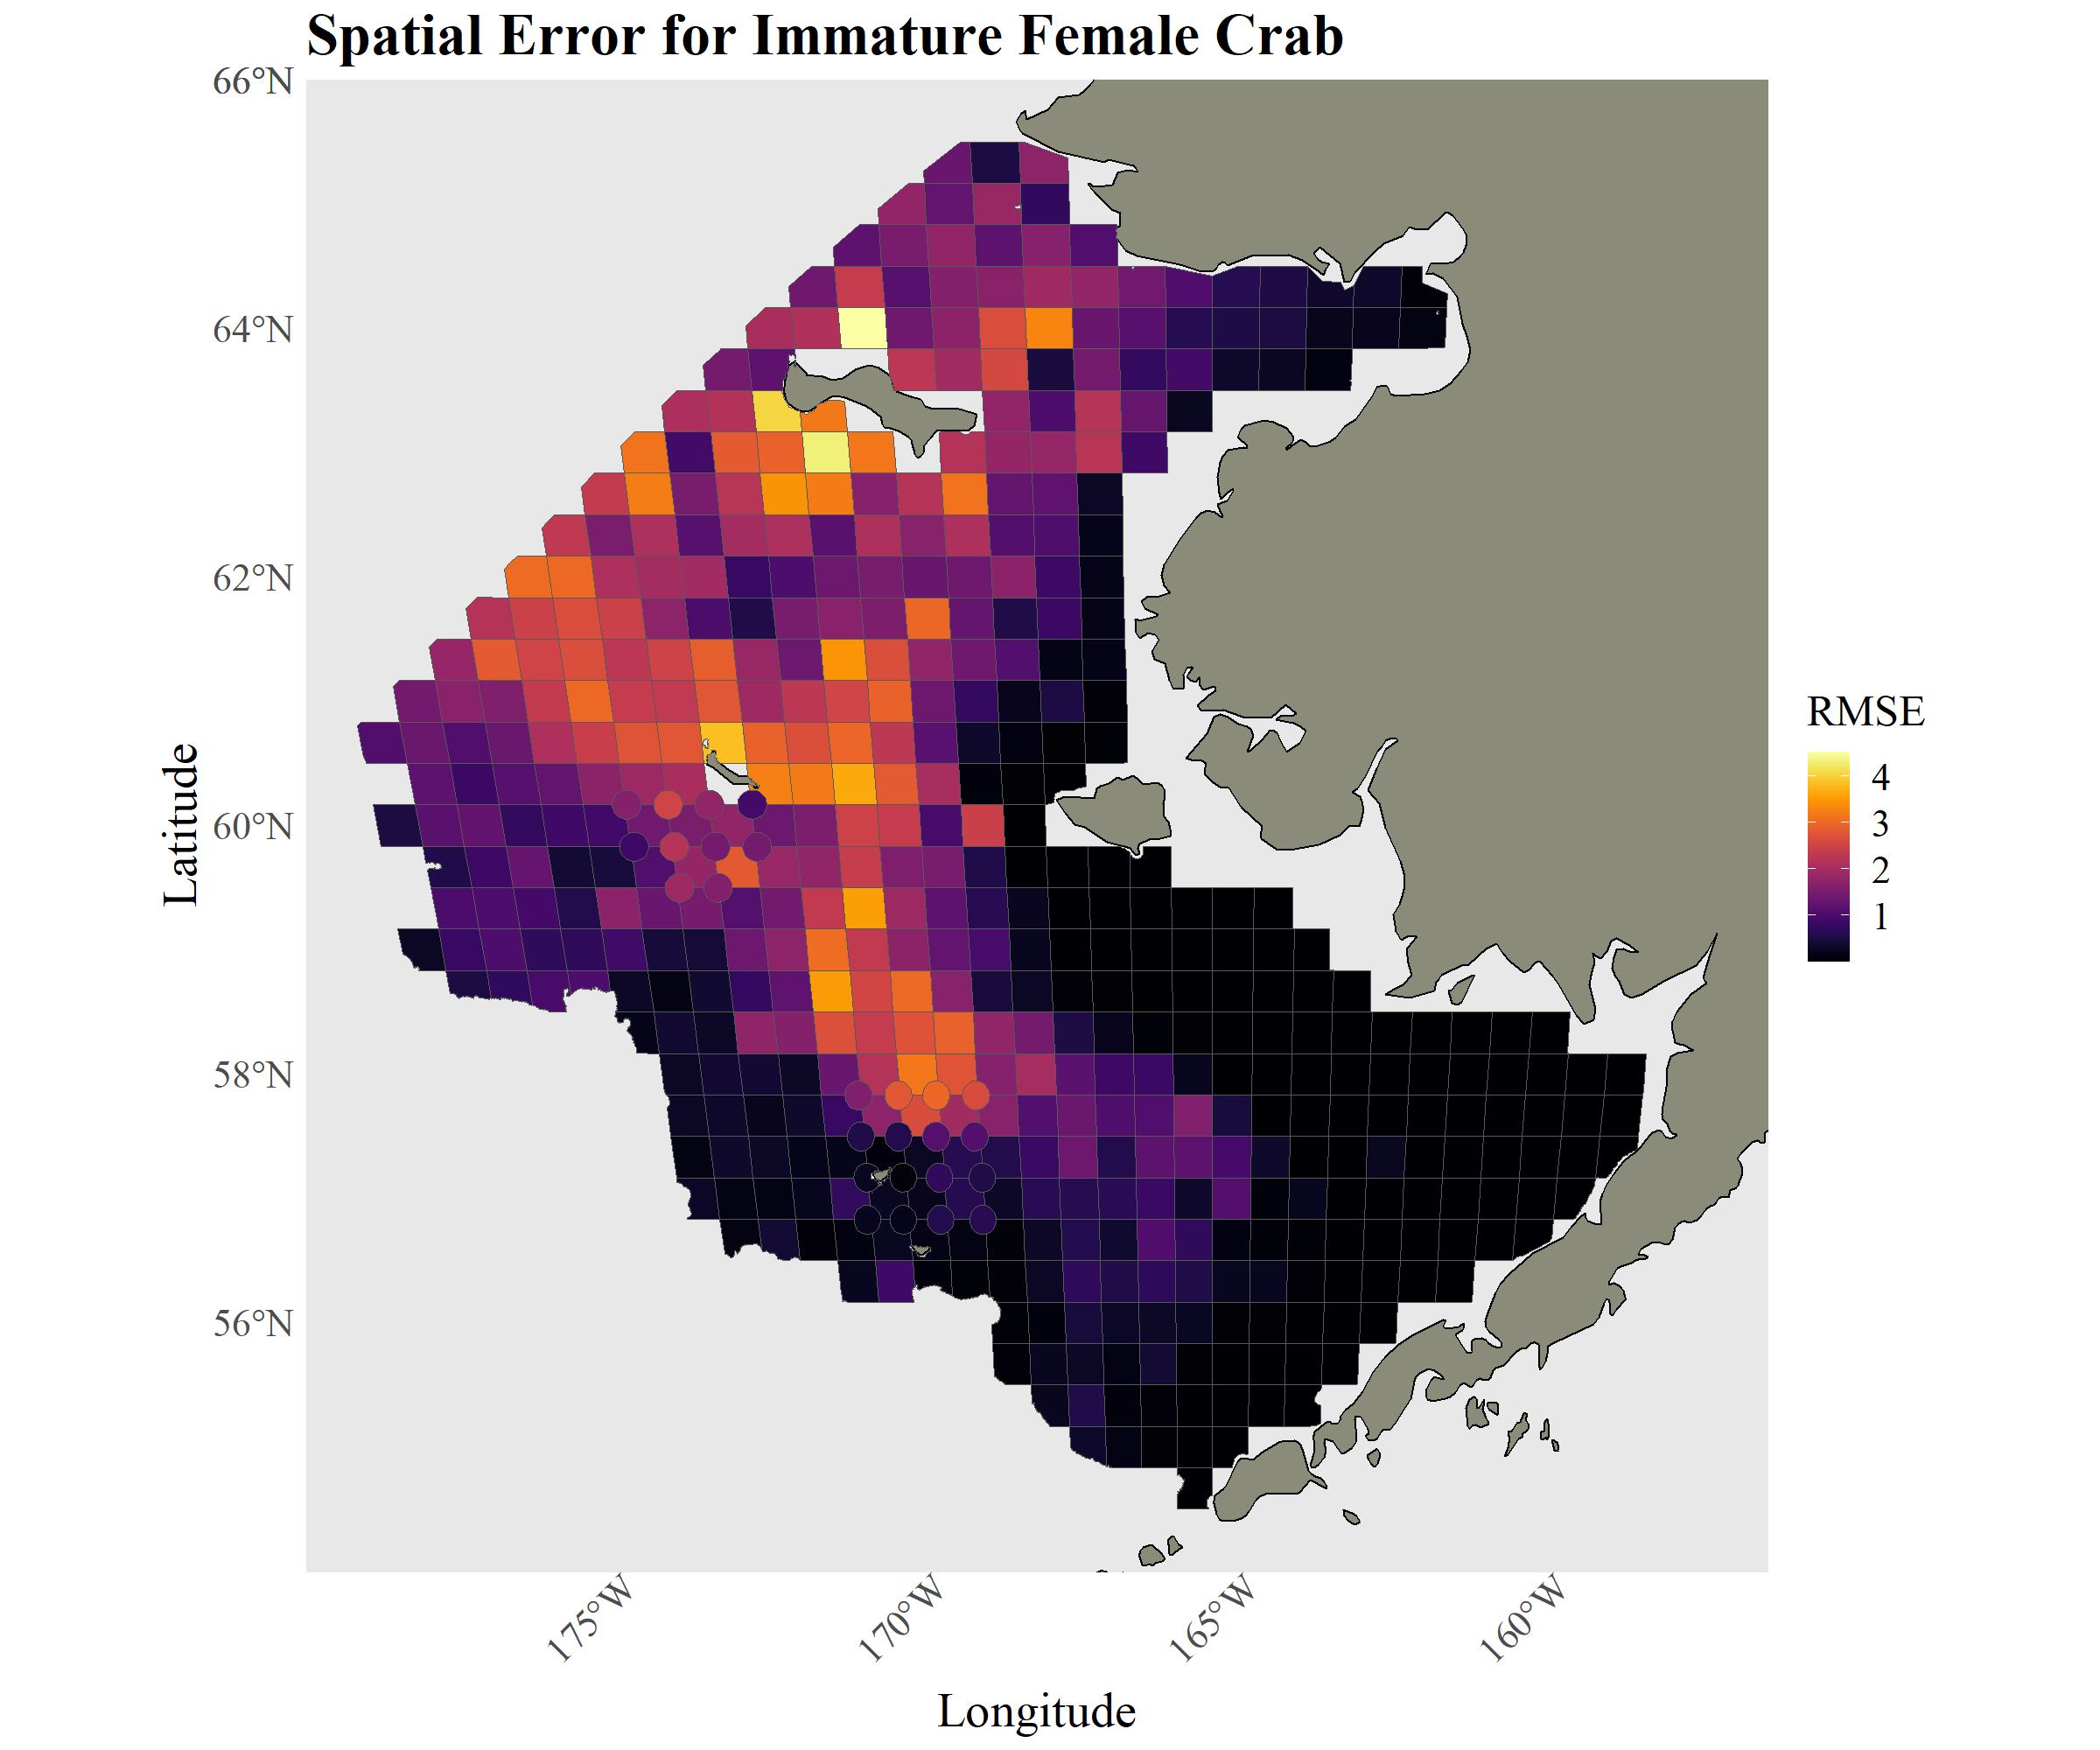 Spatial Error for Immature Female Crab
66°N
64°N
62°N
60°N
58°N
56°N
Latitude
175°W
170°W
165°W
160°W
Longitude
RMSE
4
3
2
1